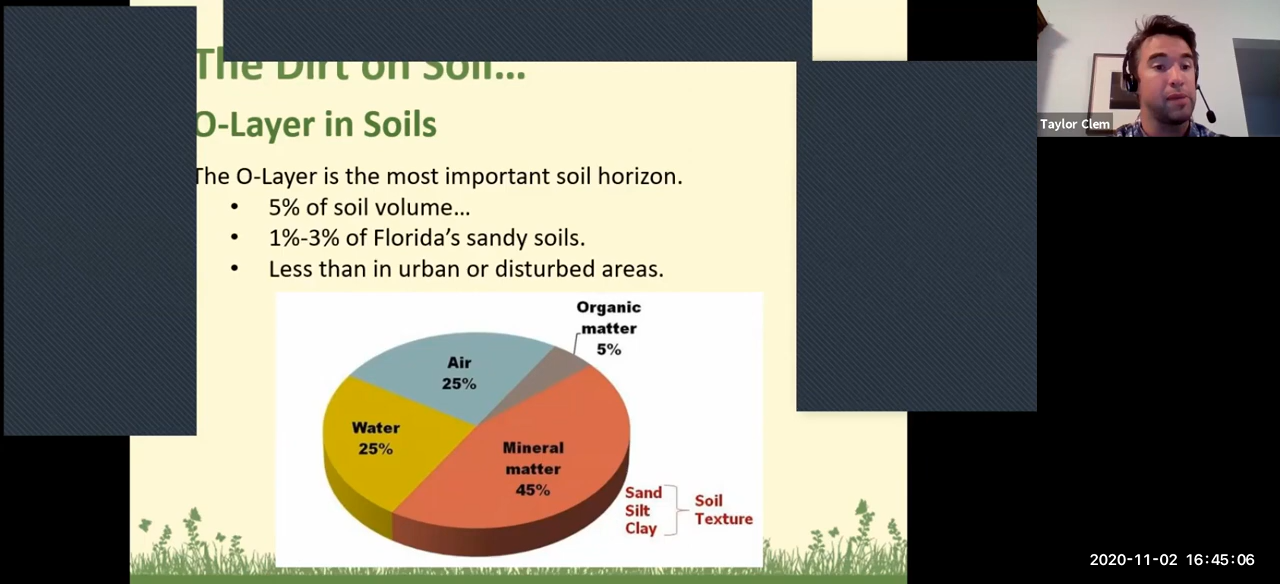 The Dirt on Soil...
O-Layer in Soils
The O-Layer is the most important soil horizon.
• 5% of soil volume...
• 1%-3% of Florida's sandy soils.
• Less than in urban or disturbed areas.
Organic
matter
5%
Air
25%
Water
25%
Mineral
matter
45%
Sand
Silt
Clay
Soil
Texture
Taylor Clem
2020-11-02 16:45:06